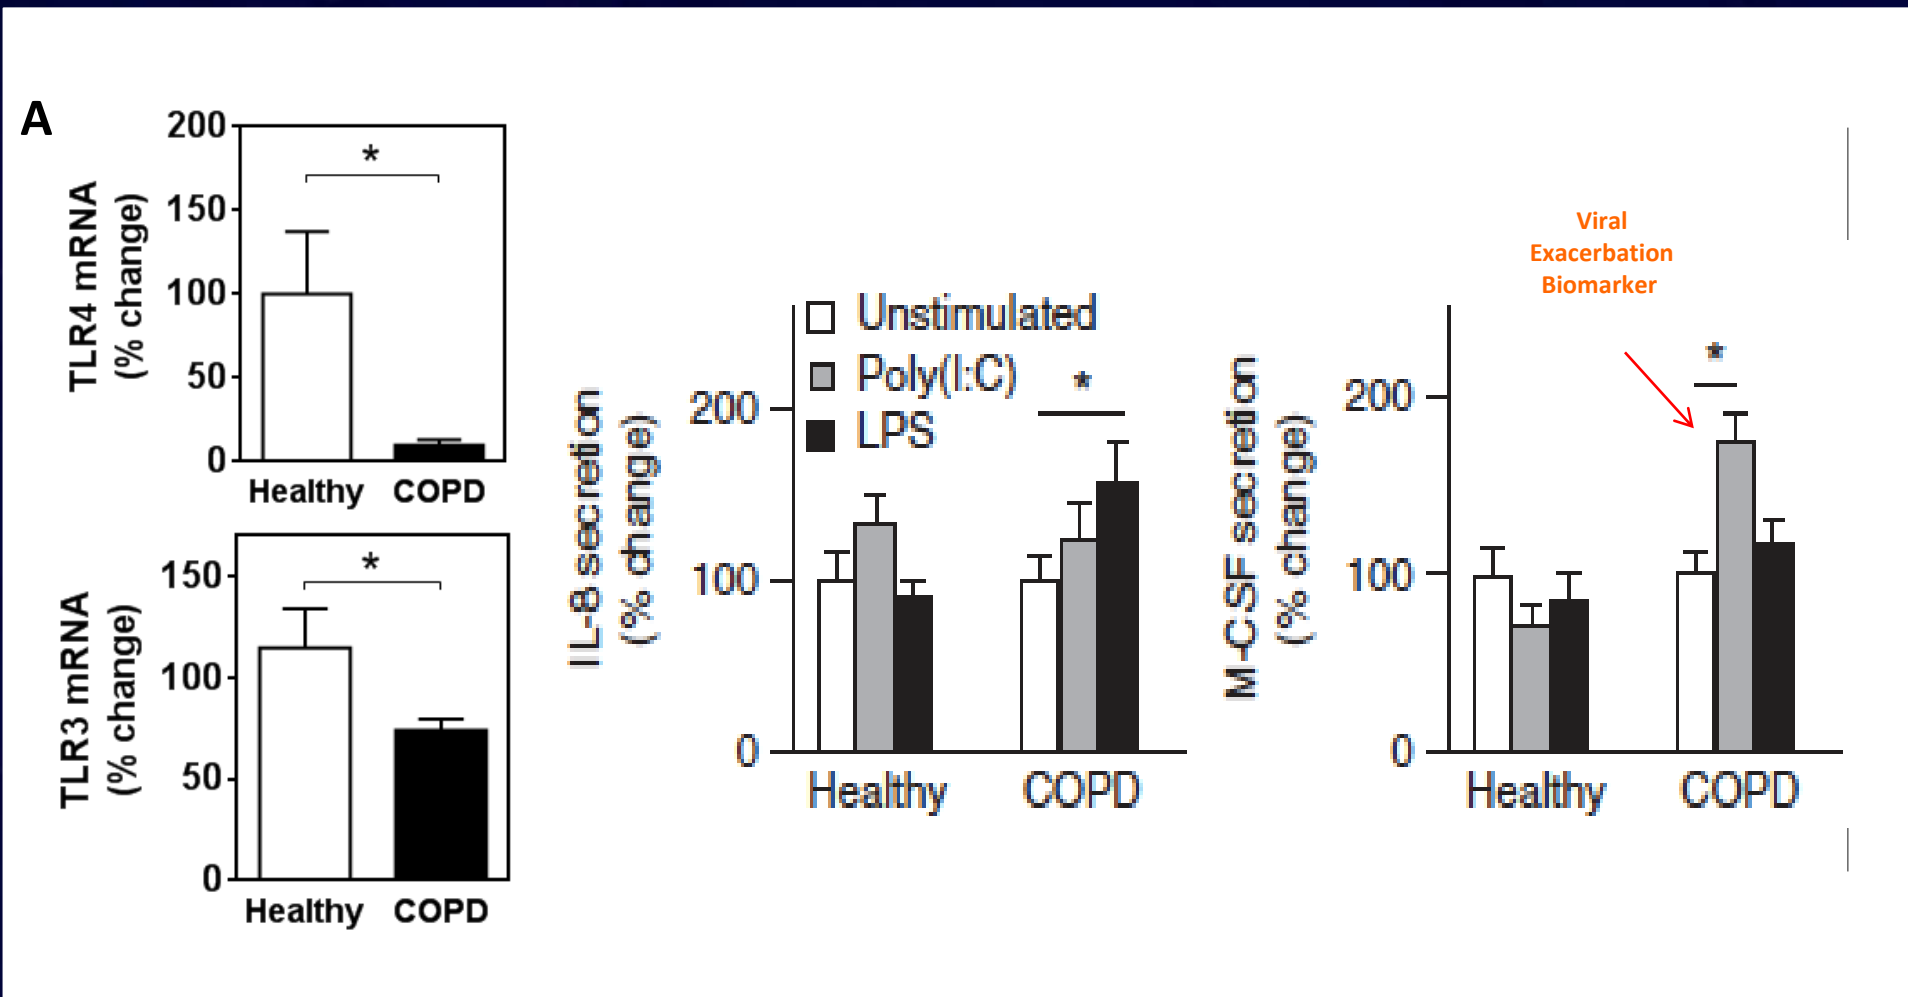 A
TLR4 mRNA
(% change)
200
150
100
50
0
*
Healthy
COPD
TLR3 mRNA
(% change)
150
100
50
0
*
Healthy
COPD
IL-8 secretion
(% change)
200
100
0
Unstimulated
Poly(I:C)
LPS
*
Healthy
COPD
M-CSF secretion
(% change)
200
100
0
Viral
Exacerbation
Biomarker
*
Healthy
COPD